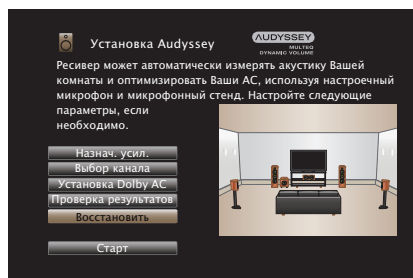 Установка Audyssey
AUDYSSEY
MULTEQ
DYNAMIC VOLUME
Ресивер может автоматически измерять акустику Вашей
комнаты и оптимизировать Ваши АС, используя настроечный
микрофон и микрофонный стенд. Настройте следующие
параметры, если
необходимо.
Назнач. усил.
Выбор канала
Установка Dolby АС
Проверка результатов
Восстановить
Старт